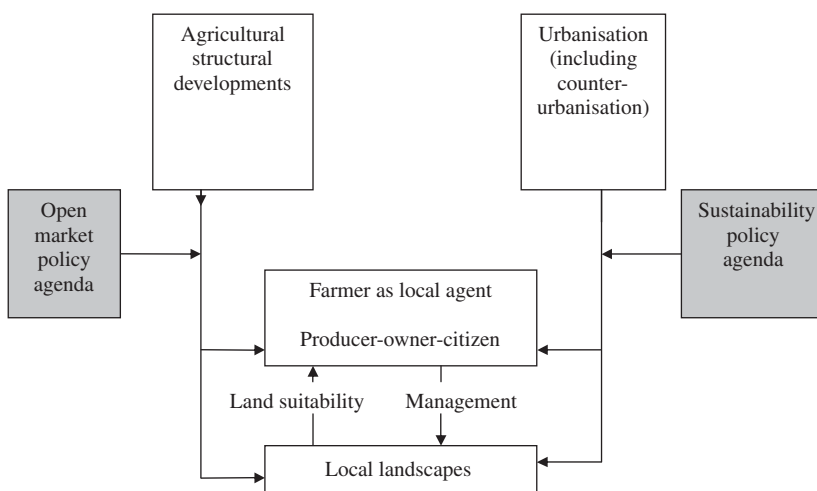 Agricultural
structural
developments
Urbanisation
(including
counter-
urbanisation)
Open
market
policy
agenda
Sustainability
policy
agenda
Farmer as local agent
Producer-owner-citizen
Land suitability
Management
Local landscapes